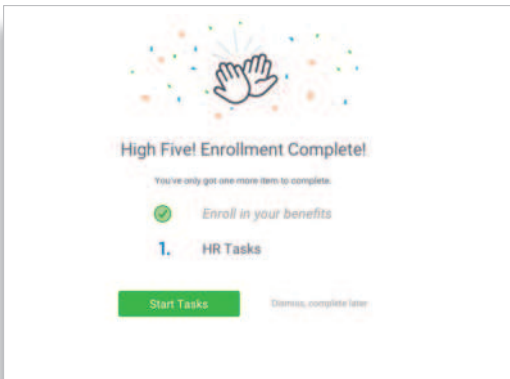 High Five! Enrollment Complete!
You've only got one more item to complete.
Enroll in your benefits
1. HR Tasks
Start Tasks Dismiss, complete later